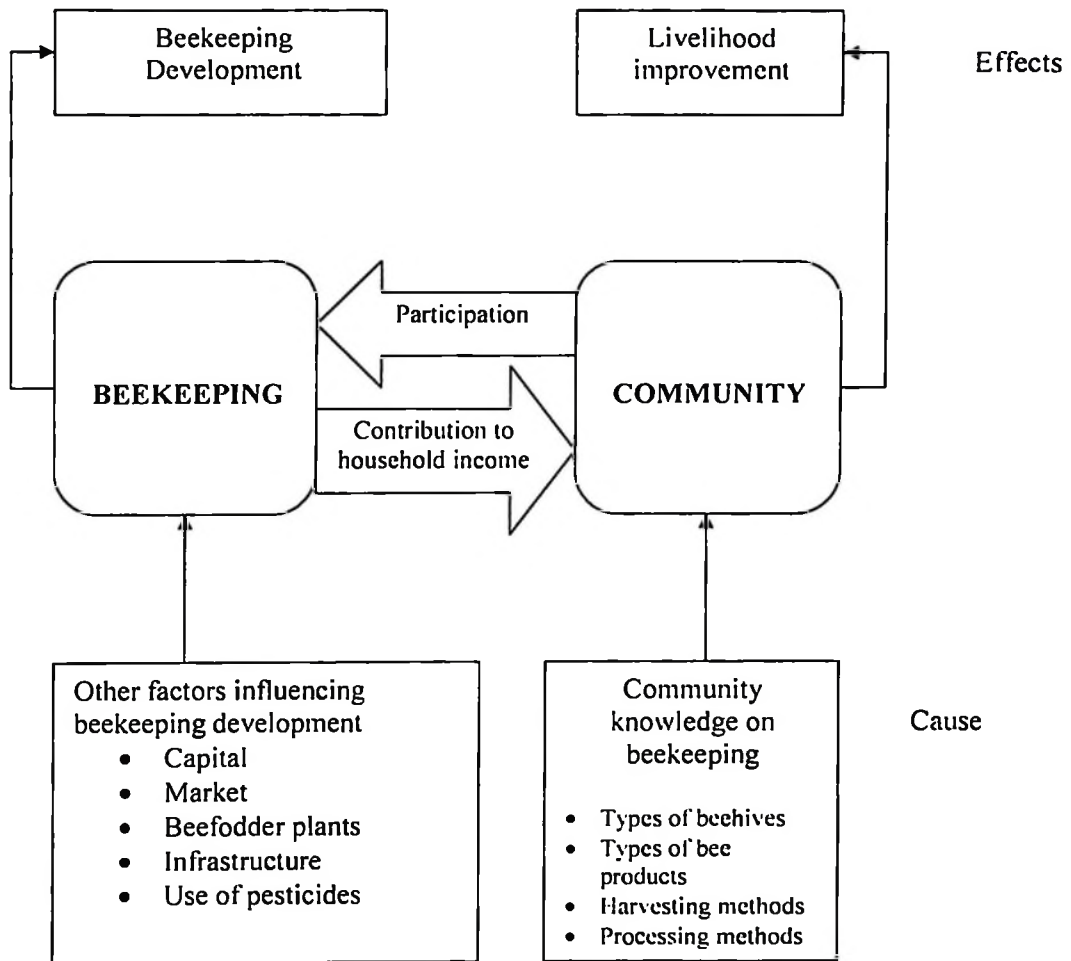 Beekeeping
Development
Livelihood
improvement
Effects
Participation
BEEKEEPING
COMMUNITY
Contribution to
household income
Other factors influencing
beekeeping development
• Capital
• Market
• Beefodder plants
• Infrastructure
• Use of pesticides
Community
knowledge on
beekeeping
• Types of beehives
• Types of bee
products
• Harvesting methods
• Processing methods
Cause